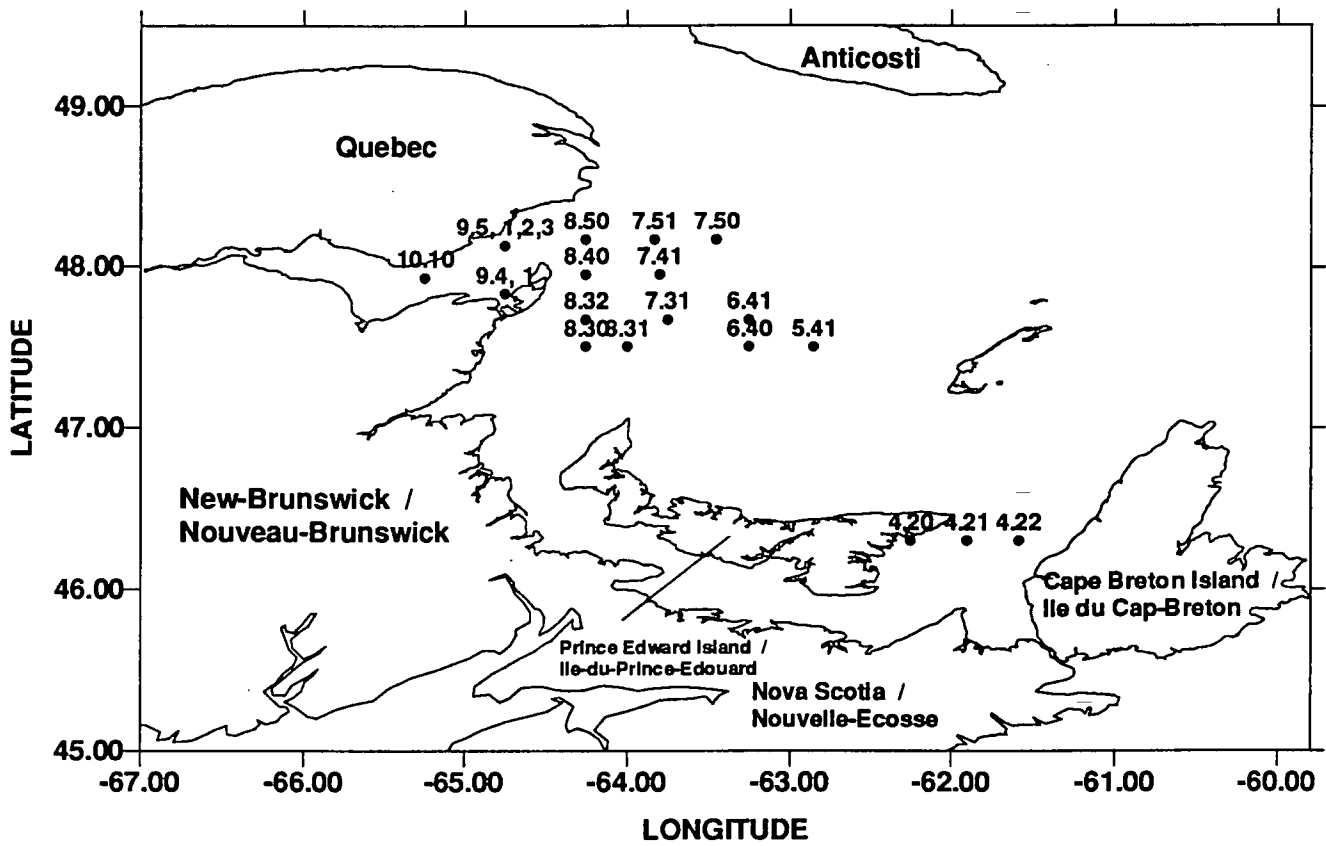 Anticosti
49.00
Quebec
9.5, 1,2,3
8.50
7.51
7.50
10,10
8.40
7.41
48.00
9.4, 1
8.32
7.31
6.41
8.30
8.31
6.40
5.41
LATITUDE
47.00
New-Brunswick /
Nouveau-Brunswick
4.20
4.21
4.22
46.00
Cape Breton Island /
Ile du Cap-Breton
Prince Edward Island /
Ile-du-Prince-Edouard
Nova Scotia /
Nouvelle-Ecosse
45.00
-67.00
-66.00
-65.00
-64.00
-63.00
-62.00
-61.00
-60.00
LONGITUDE